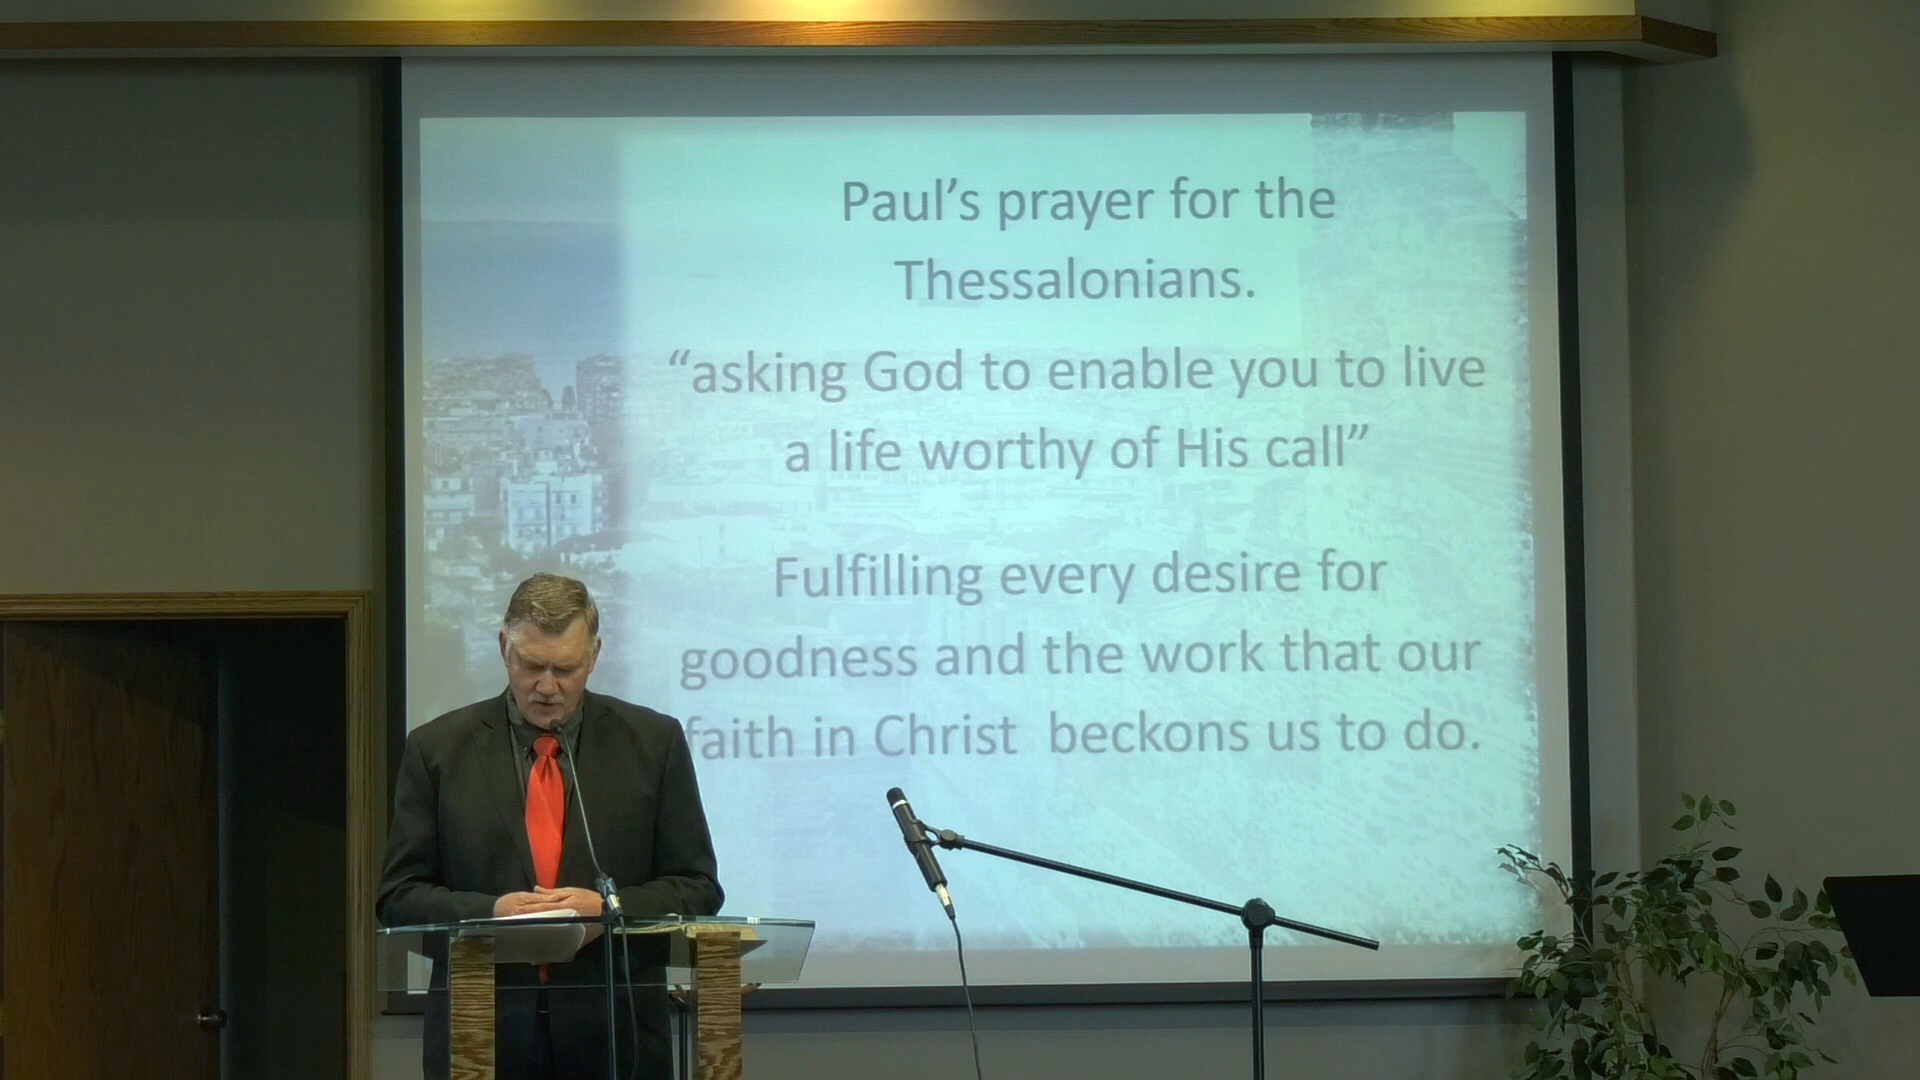 Paul’s prayer for the
Thessalonians.
“asking God to enable you to live
a life worthy of His call”
Fulfilling every desire for
goodness and the work that our
faith in Christ  beckons us to do.